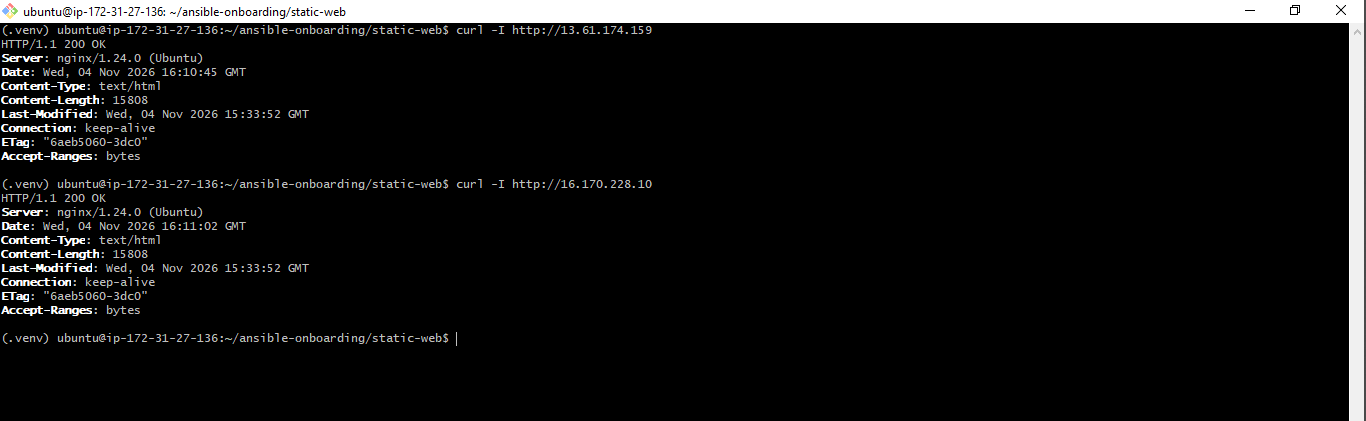 ubuntu@ip-172-31-27-136: ~/ansible-onboarding/static-web
(.venv) ubuntu@ip-172-31-27-136:~/ansible-onboarding/static-web$ curl -I http://13.61.174.159
HTTP/1.1 200 OK
Server: nginx/1.24.0 (Ubuntu)
Date: Wed, 04 Nov 2026 16:10:45 GMT
Content-Type: text/html
Content-Length: 15808
Last-Modified: Wed, 04 Nov 2026 15:33:52 GMT
Connection: keep-alive
ETag: "6aeb5060-3dc0"
Accept-Ranges: bytes
(.venv) ubuntu@ip-172-31-27-136:~/ansible-onboarding/static-web$ curl -I http://16.170.228.10
HTTP/1.1 200 OK
Server: nginx/1.24.0 (Ubuntu)
Date: Wed, 04 Nov 2026 16:11:02 GMT
Content-Type: text/html
Content-Length: 15808
Last-Modified: Wed, 04 Nov 2026 15:33:52 GMT
Connection: keep-alive
ETag: "6aeb5060-3dc0"
Accept-Ranges: bytes
(.venv) ubuntu@ip-172-31-27-136:~/ansible-onboarding/static-web$